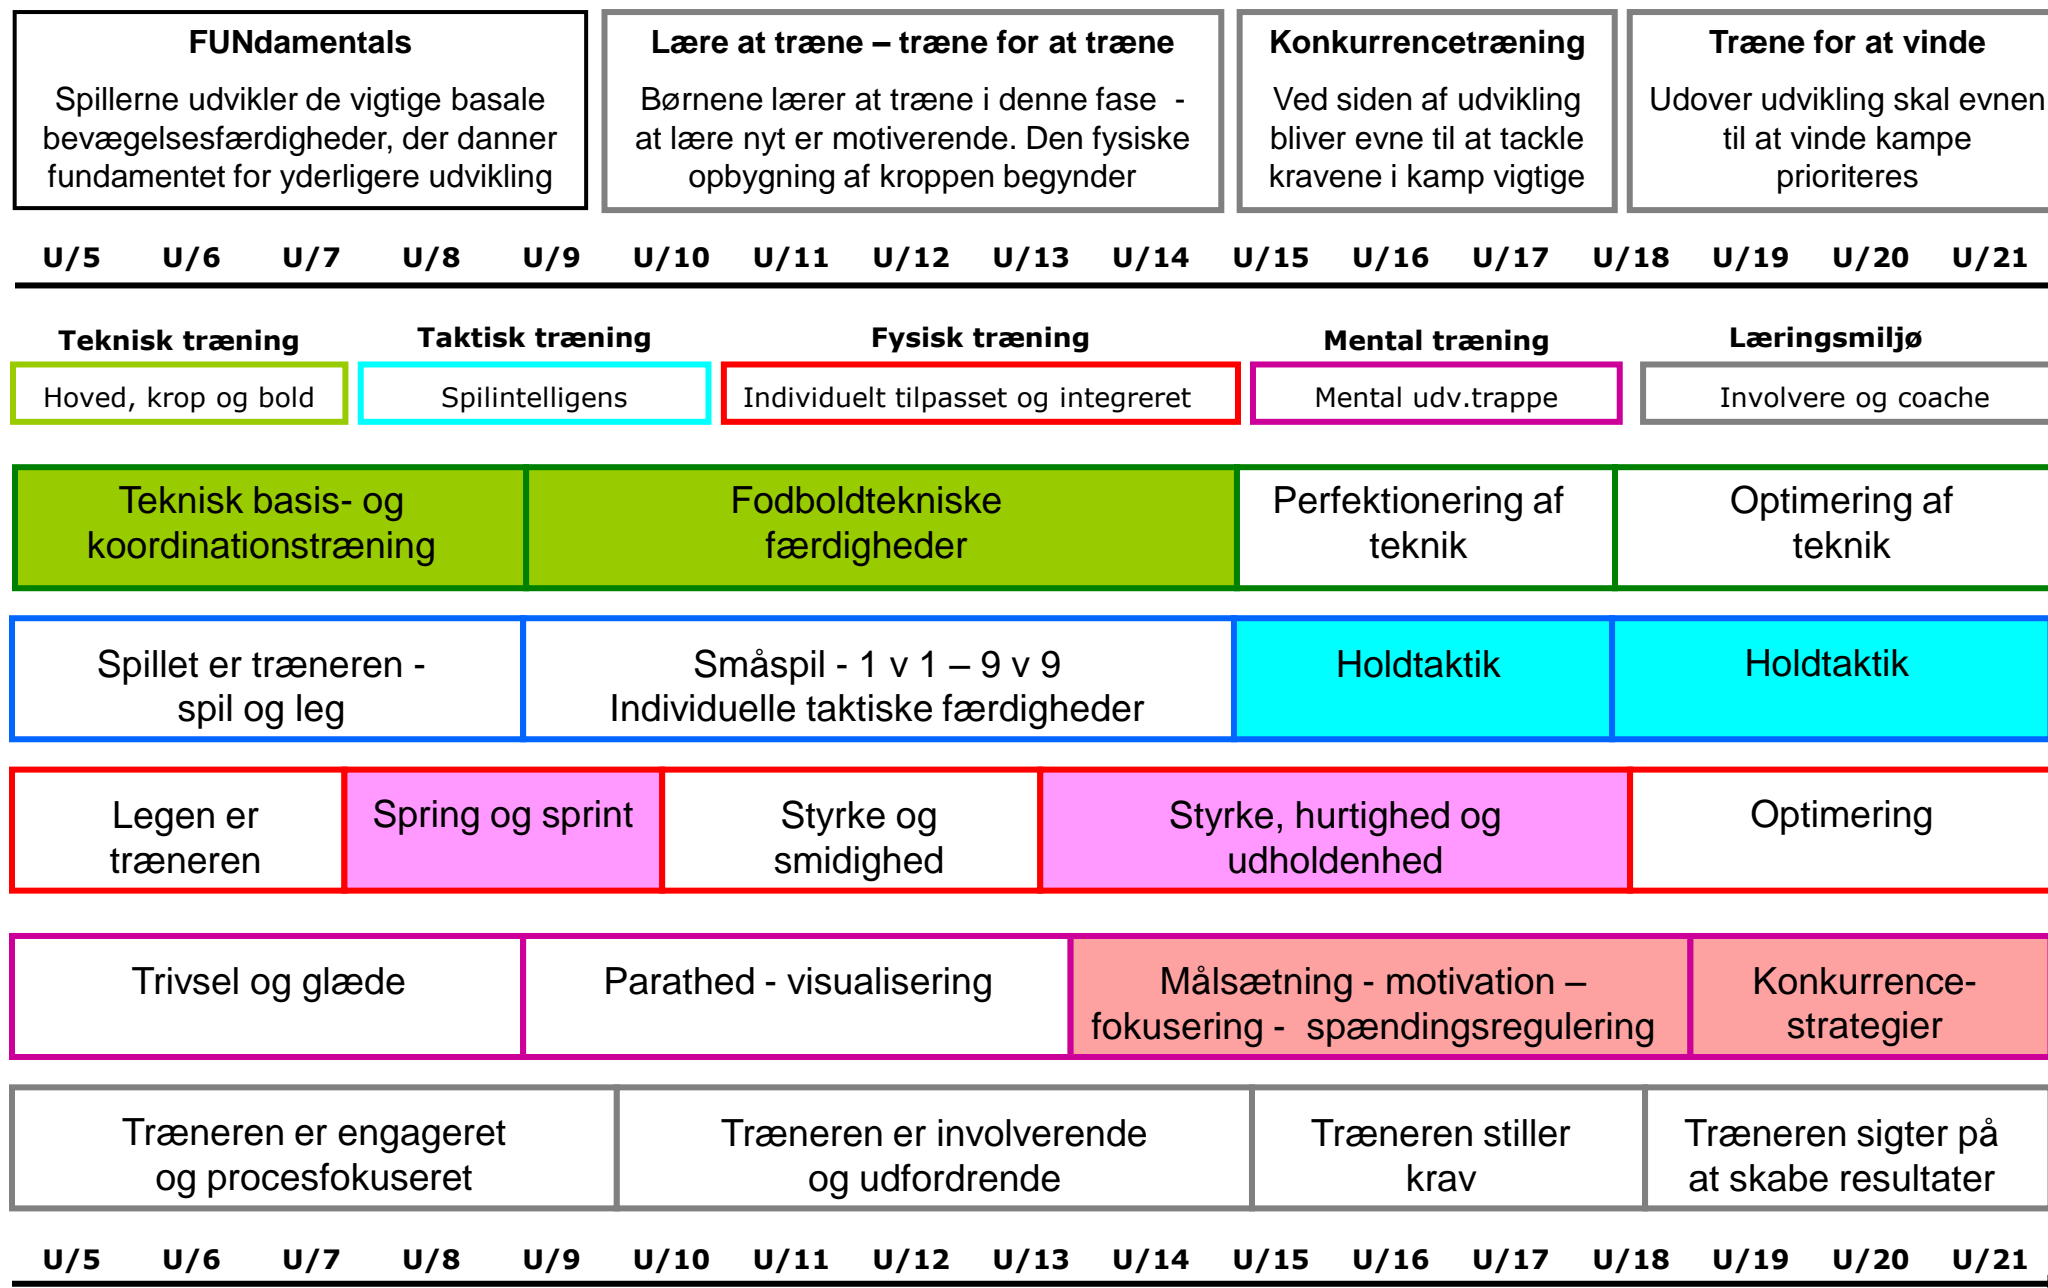 FUNdamentals
Spillerne udvikler de vigtige basale
bevægelsesfærdigheder, der danner
fundamentet for yderligere udvikling
Lære at træne – træne for at træne
Børnene lærer at træne i denne fase -
at lære nyt er motiverende. Den fysiske
opbygning af kroppen begynder
Konkurrencetræning
Ved siden af udvikling
bliver evne til at tackle
kravene i kamp vigtige
Træne for at vinde
Udover udvikling skal evnen
til at vinde kampe
prioriteres
U/5 U/6 U/7 U/8 U/9 U/10 U/11 U/12 U/13 U/14 U/15 U/16 U/17 U/18 U/19 U/20 U/21
Teknisk træning
Hoved, krop og bold
Taktisk træning
Spilintelligens
Fysisk træning
Individuelt tilpasset og integreret
Mental træning
Mental udv.trappe
Læringsmiljø
Involvere og coache
Teknisk basis- og
koordinationstræning
Fodboldtekniske
færdigheder
Perfektionering af
teknik
Optimering af
teknik
Spillet er træneren -
spil og leg
Småspil - 1 v 1 – 9 v 9
Individuelle taktiske færdigheder
Holdtaktik
Holdtaktik
Legen er
træneren
Spring og sprint
Styrke og
smidighed
Styrke, hurtighed og
udholdenhed
Optimering
Trivsel og glæde
Parathed - visualisering
Målsætning - motivation –
fokusering - spændingsregulering
Konkurrence-
strategier
Træneren er engageret
og procesfokuseret
Træneren er involverende
og udfordrende
Træneren stiller
krav
Træneren sigter på
at skabe resultater
U/5 U/6 U/7 U/8 U/9 U/10 U/11 U/12 U/13 U/14 U/15 U/16 U/17 U/18 U/19 U/20 U/21